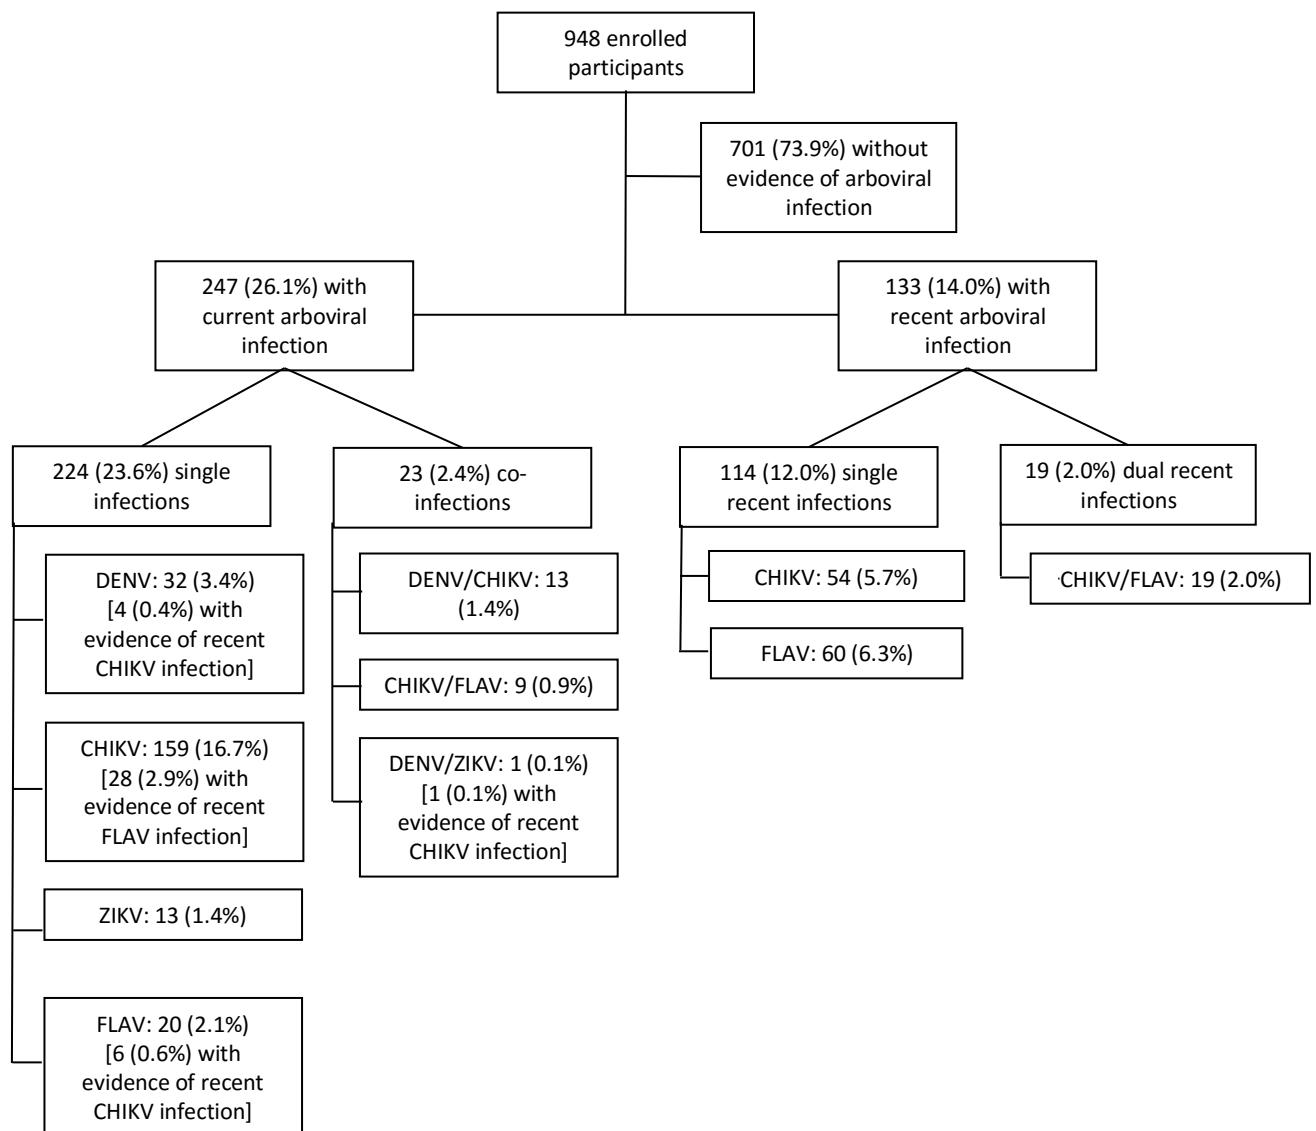 948 enrolled
participants
701 (73.9%) without
evidence of arboviral
infection
247 (26.1%) with
current arboviral
infection
133 (14.0%) with
recent arboviral
infection
224 (23.6%) single
infections
23 (2.4%) co-
infections
114 (12.0%) single
recent infections
19 (2.0%) dual recent
infections
DENV: 32 (3.4%)
[4 (0.4%) with
evidence of recent
CHIKV infection]
CHIKV: 159 (16.7%)
[28 (2.9%) with
evidence of recent
FLAV infection]
ZIKV: 13 (1.4%)
FLAV: 20 (2.1%)
[6 (0.6%) with
evidence of recent
CHIKV infection]
DENV/CHIKV: 13
(1.4%)
CHIKV/FLAV: 9 (0.9%)
DENV/ZIKV: 1 (0.1%)
[1 (0.1%) with
evidence of recent
CHIKV infection]
CHIKV: 54 (5.7%)
FLAV: 60 (6.3%)
CHIKV/FLAV: 19 (2.0%)